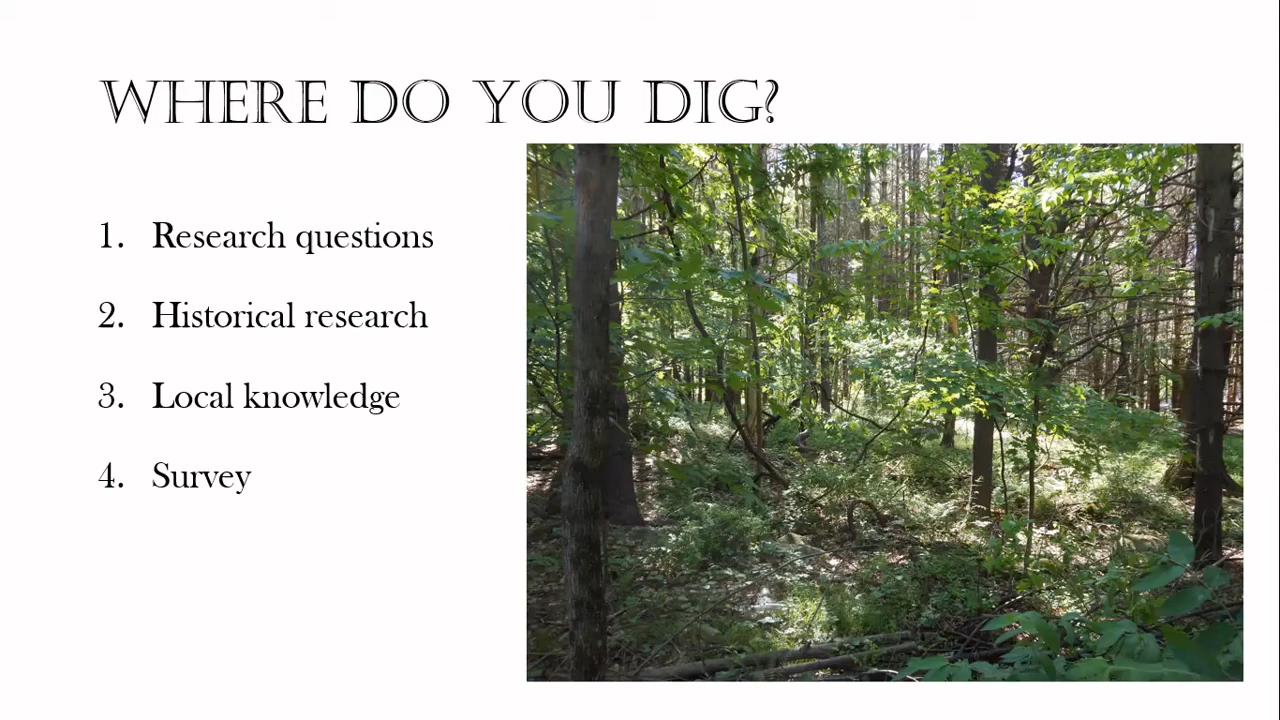 WHERE DO YOU DIG?
1. Research questions
2. Historical research
3. Local knowledge
4. Survey